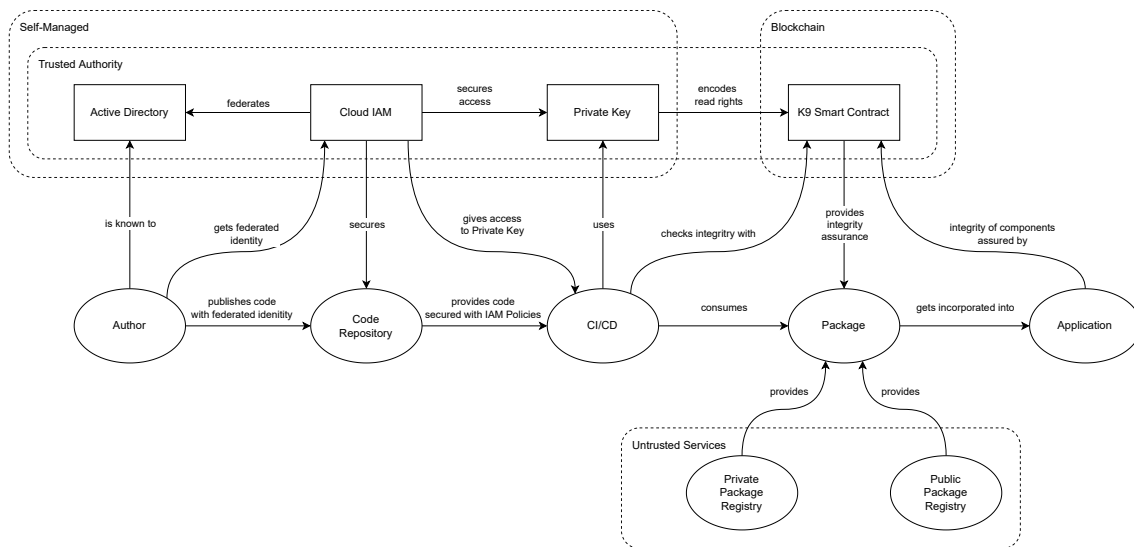 Self-Managed
Blockchain
Trusted Authority
Active Directory
federates
Cloud IAM
secures
access
Private Key
encodes
read rights
K9 Smart Contract
is known to
gets federated
identity
secures
gives access
to Private Key
uses
checks integritry with
provides
integrity
assurance
integrity of components
assured by
Author
publishes code
with federated idenitity
Code
Repository
provides code
secured with IAM Policies
CI/CD
consumes
Package
gets incorporated into
Application
provides
provides
Untrusted Services
Private
Package
Registry
Public
Package
Registry